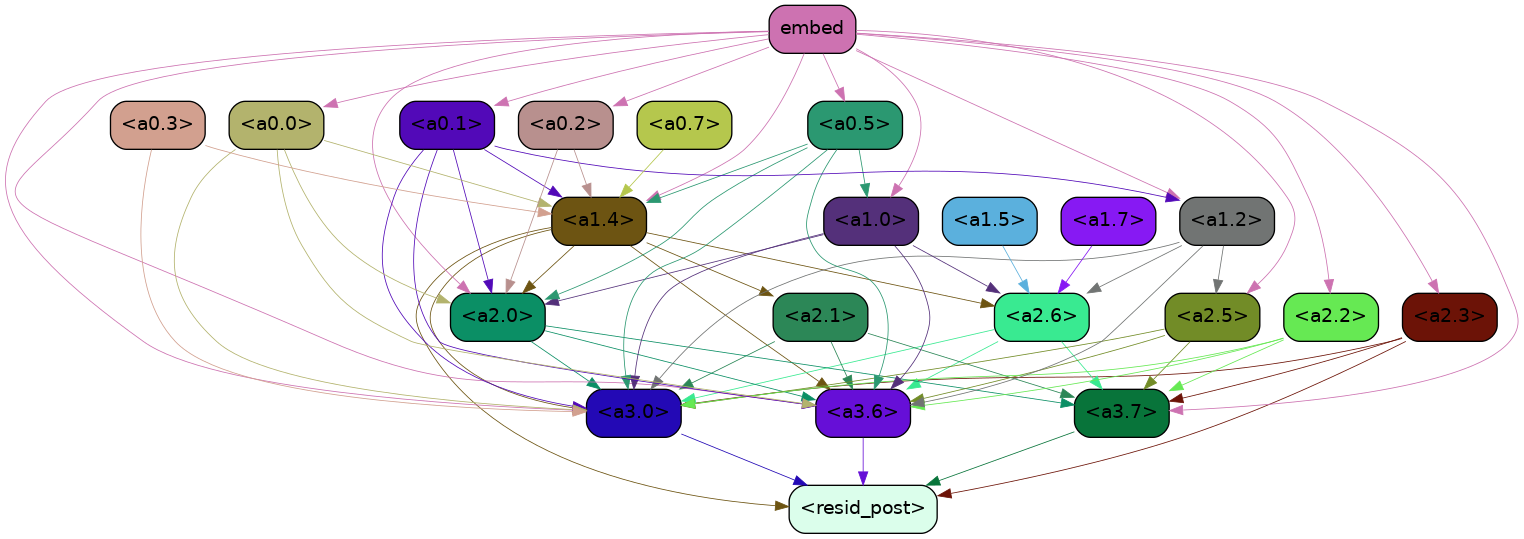 embed
<a0.3> <a0.0> <a0.1> <a0.2> <a0.7> <a0.5>
<a1.4> <a1.0> <a1.5> <a1.7> <a1.2>
<a2.0> <a2.1> <a2.6> <a2.5> <a2.2> <a2.3>
<a3.0> <a3.6> <a3.7>
<resid_post>